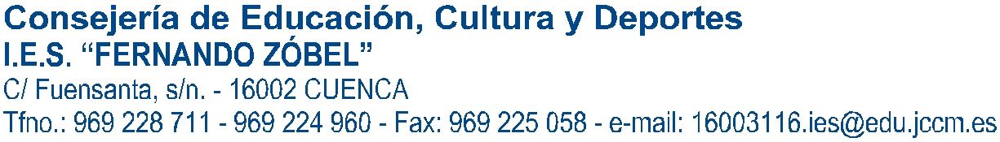 Consejería de Educación, Cultura y Deportes
I.E.S. “FERNANDO ZÓBEL”
C/ Fuensanta, s/n. - 16002 CUENCA
Tfno.: 969 228 711 - 969 224 960 - Fax: 969 225 058 - e-mail: 16003116.ies@edu.jccm.es